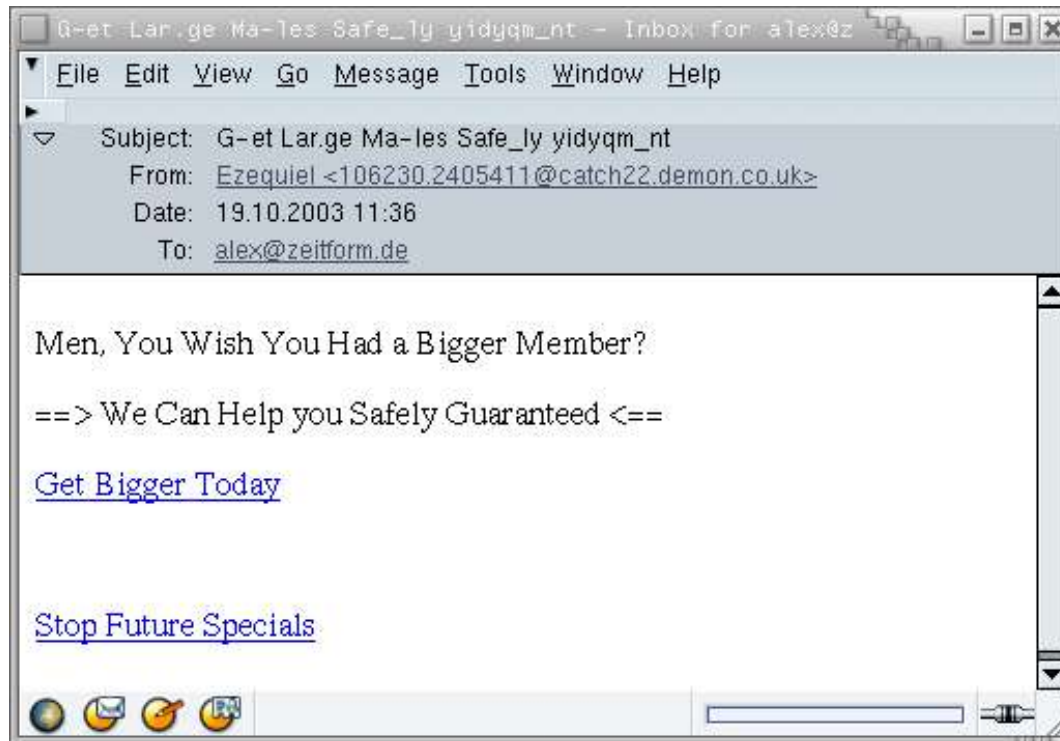 G-et Lar.ge Ma-les Safe_ly yidyqm_nt - Inbox for alex@z
File Edit View Go Message Tools Window Help
Subject: G-et Lar.ge Ma-les Safe_ly yidyqm_nt
From: Ezequiel <106230.2405411@catch22.demon.co.uk>
Date: 19.10.2003 11:36
To: alex@zeitform.de
Men, You Wish You Had a Bigger Member?
==> We Can Help you Safely Guaranteed <==
Get Bigger Today
Stop Future Specials